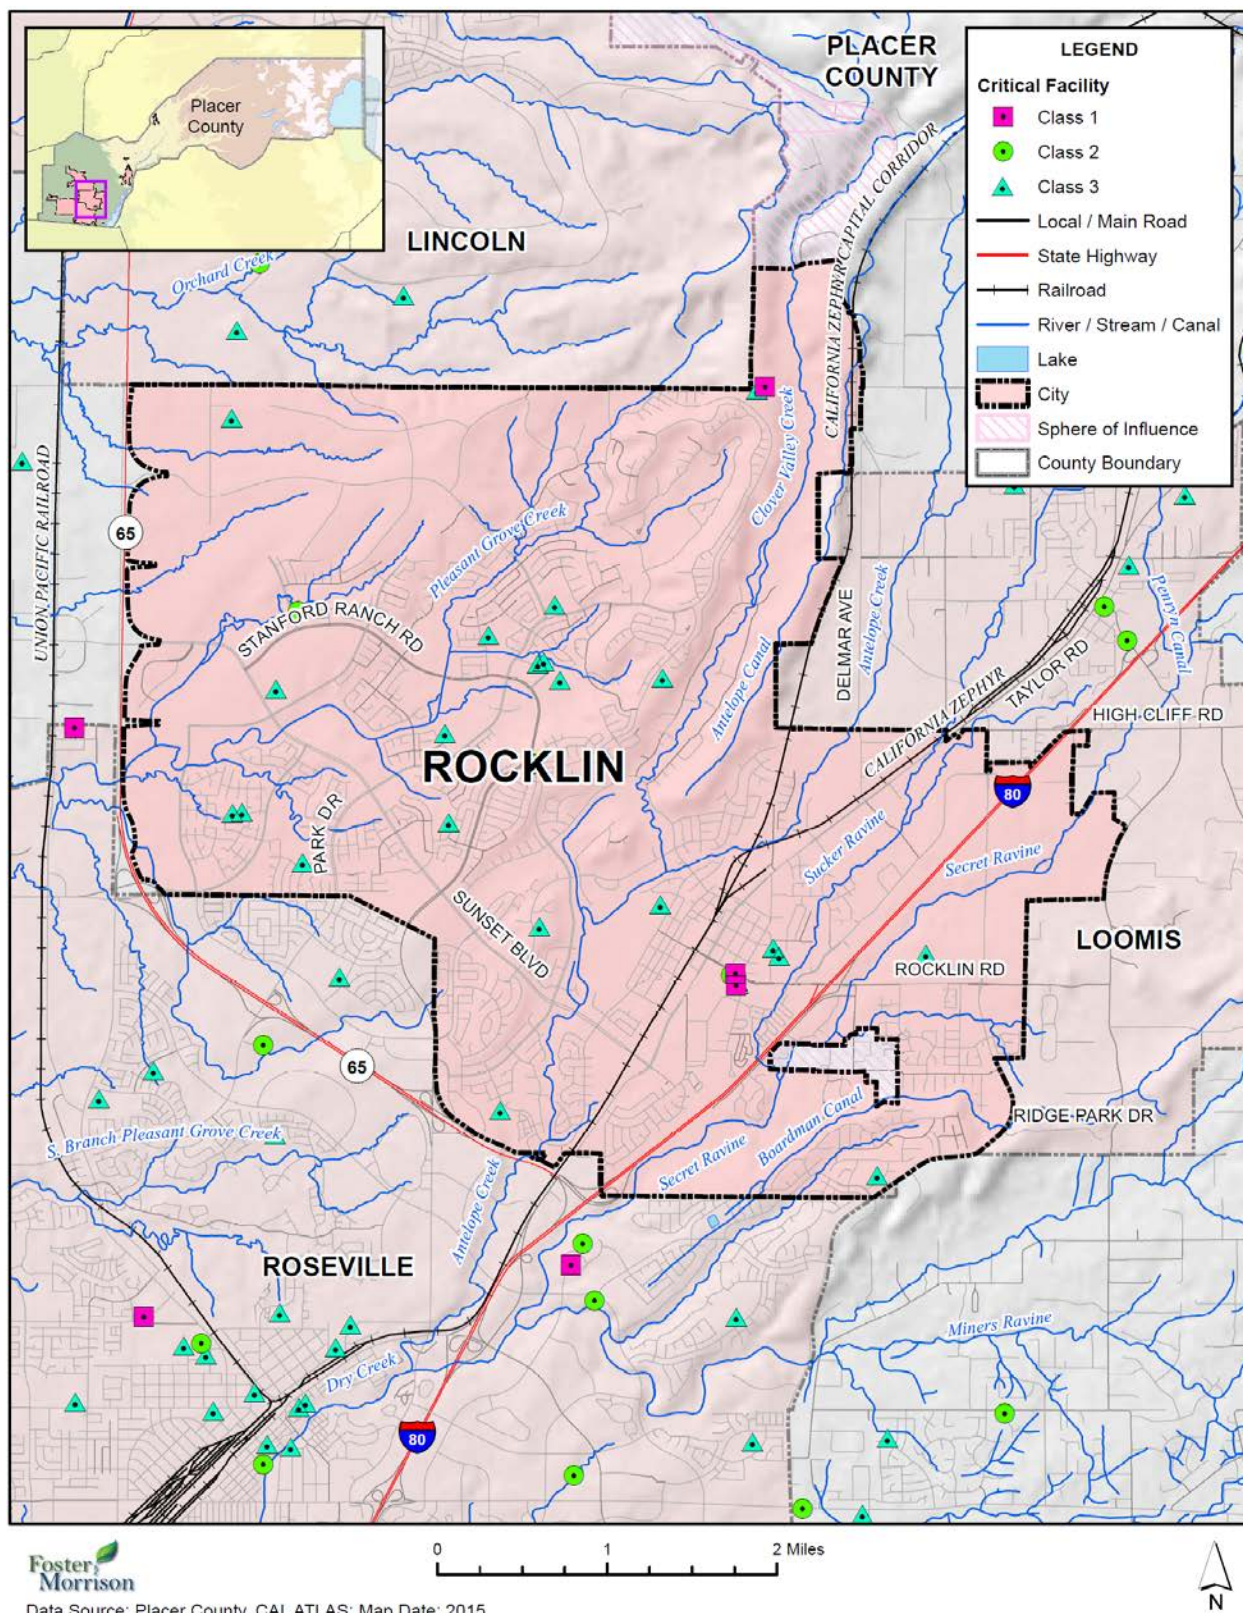 PLACER
COUNTY
LEGEND
Critical Facility
Class 1
Class 2
Class 3
Local / Main Road
State Highway
Railroad
River / Stream / Canal
Lake
City
Sphere of Influence
County Boundary
Placer
County
LINCOLN
Orchard Creek
CALIFORNIA ZEPHYR/CAPITAL CORRIDOR
Clover Valley Creek
UNION PACIFIC RAILROAD
65
Pleasant Grove Creek
STANFORD RANCH RD
DELMAR AVE
Antelope Creek
Penryn Canal
Antelope Canal
TAYLOR RD
CALIFORNIA ZEPHYR
HIGH CLIFF RD
ROCKLIN
80
PARK DR
Sucker Ravine
Secret Ravine
SUNSET BLVD
LOOMIS
ROCKLIN RD
65
RIDGE PARK DR
S. Branch Pleasant Grove Creek
Boardman Canal
Secret Ravine
Antelope Creek
ROSEVILLE
Miners Ravine
Dry Creek
80
Foster
Morrison
0 1 2 Miles
N
Data Source: Placer County, CAL ATLAS; Map Date: 2015